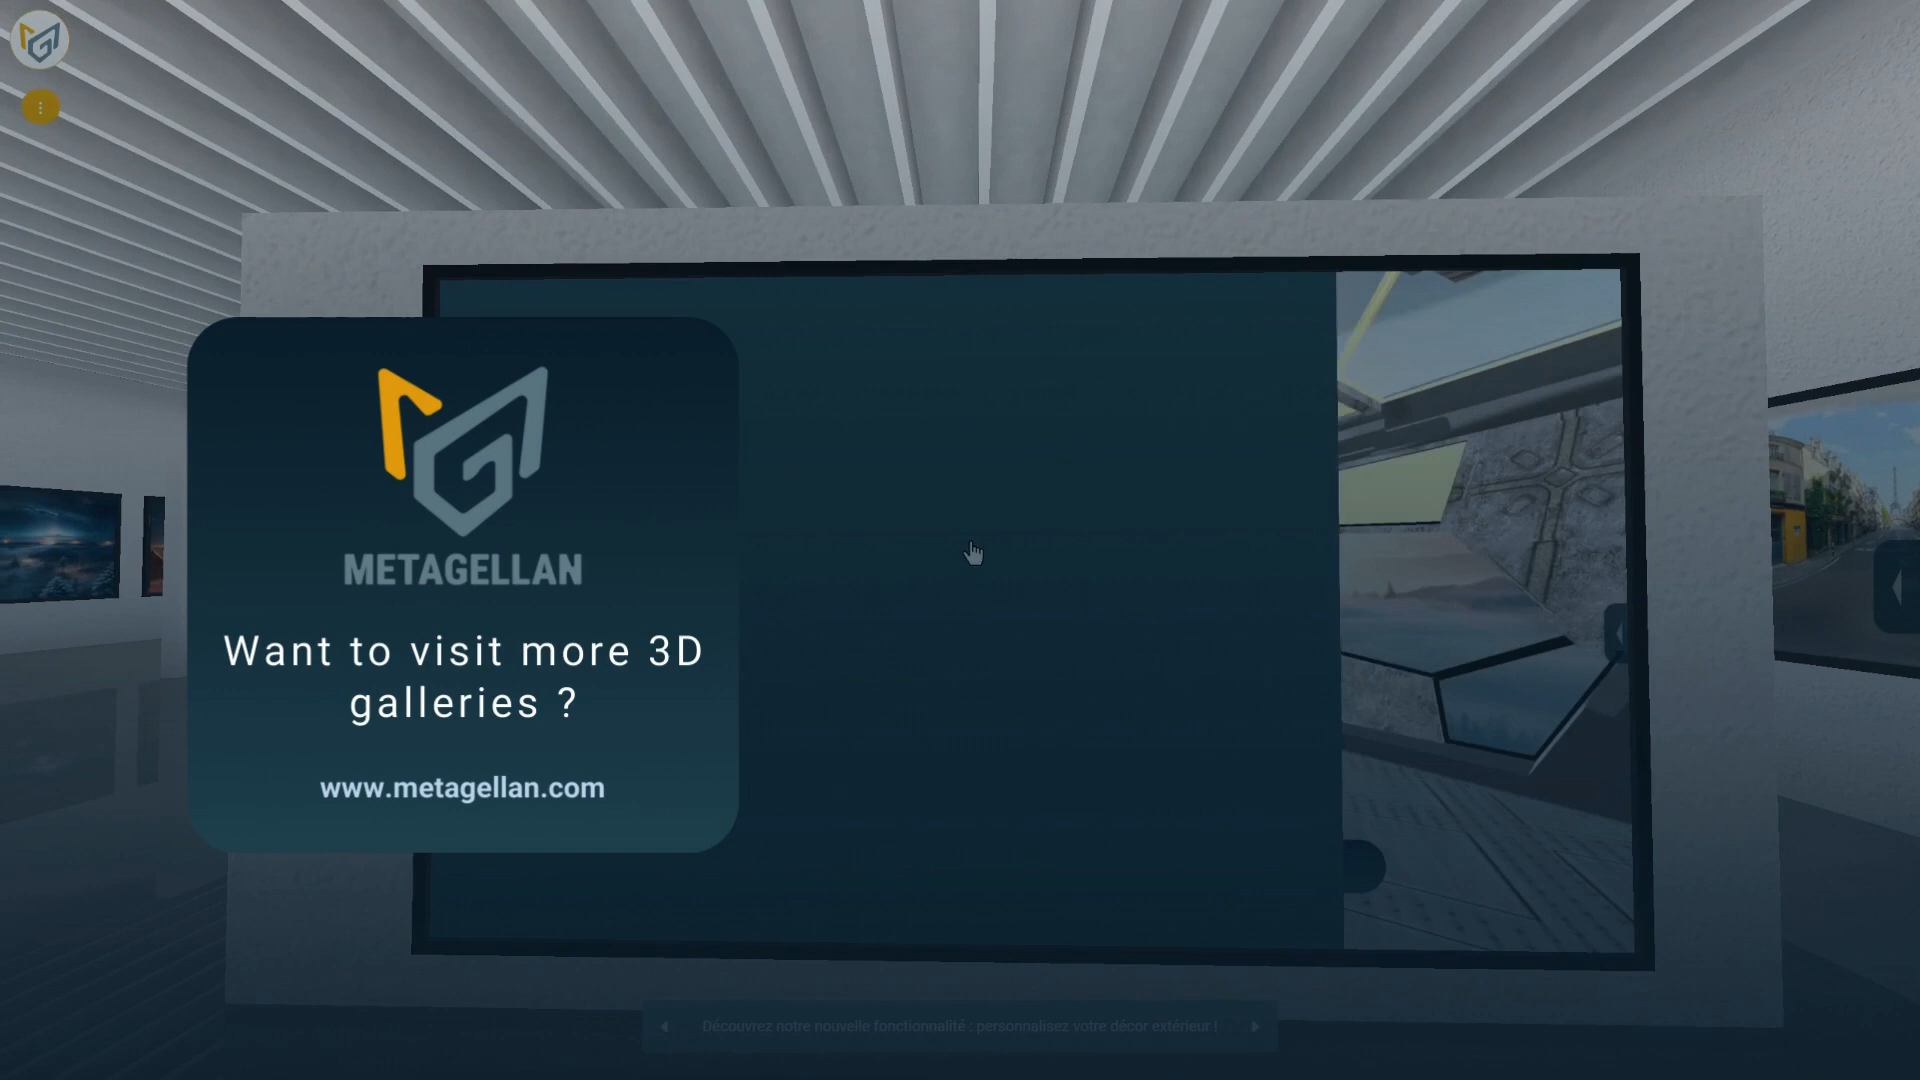 METAGELLAN
Want to visit more 3D
galleries ?
www.metagellan.com
Découvrez notre nouvelle fonctionnalité : personnalisez votre décor extérieur !